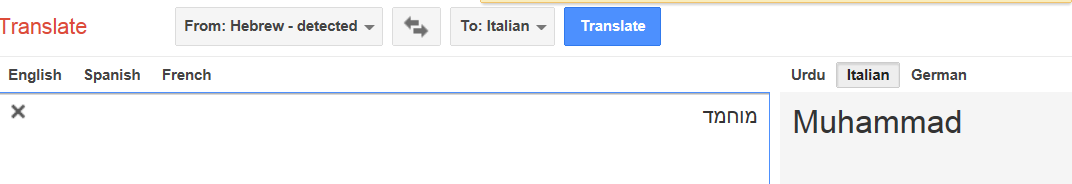 Translate From: Hebrew - detected To: Italian Translate
English Spanish French Urdu Italian German
מוחמד
Muhammad